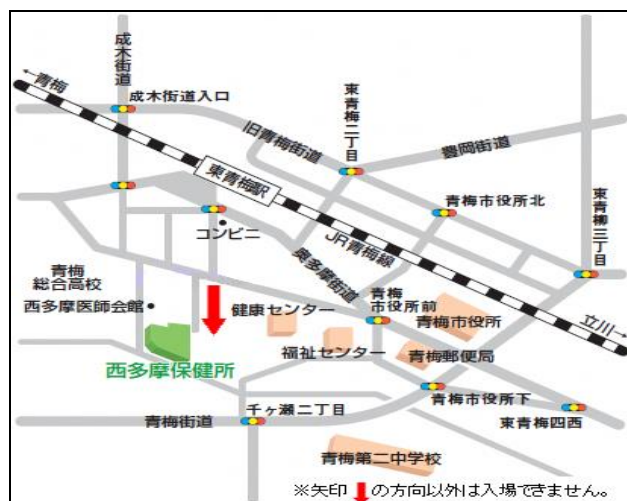 成木街道
←青梅
成木街道入口
旧青梅街道
東青梅二丁目
豊岡街道
東青梅駅
青梅市役所北
東青柳三丁目
コンビニ
JR青梅線
奥多摩街道
青梅
総合高校
西多摩医師会館
健康センター
青梅
市役所前
青梅市役所
立川→
西多摩保健所
福祉センター
青梅郵便局
青梅市役所下
千ヶ瀬二丁目
青梅街道
東青梅四西
青梅第二中学校
※矢印の方向以外は入場できません。